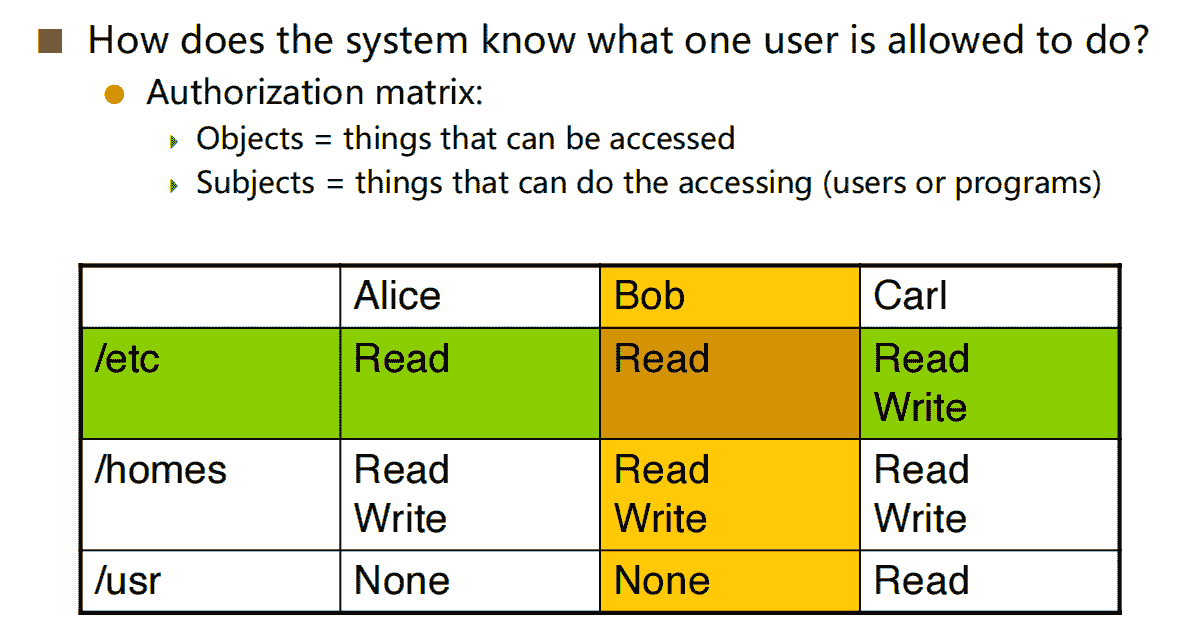 How does the system know what one user is allowed to do?
Authorization matrix:
Objects = things that can be accessed
Subjects = things that can do the accessing (users or programs)
Alice Bob Carl
/etc Read Read Read
Write
/homes Read Read Read
Write Write Write
/usr None None Read